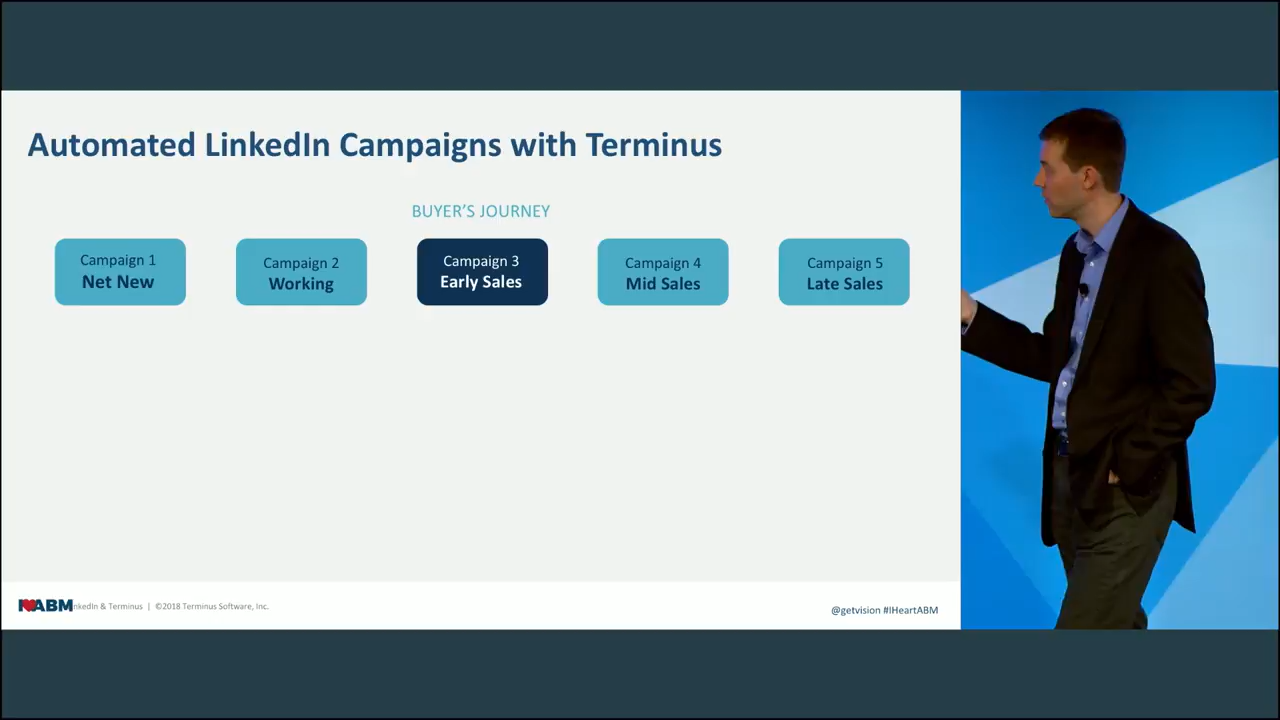 Automated LinkedIn Campaigns with Terminus
BUYER'S JOURNEY
Campaign 1
Net New
Campaign 2
Working
Campaign 3
Early Sales
Campaign 4
Mid Sales
Campaign 5
Late Sales
ABM nkedIn & Terminus | ©2018 Terminus Software, Inc.
@getvision #IHeartABM